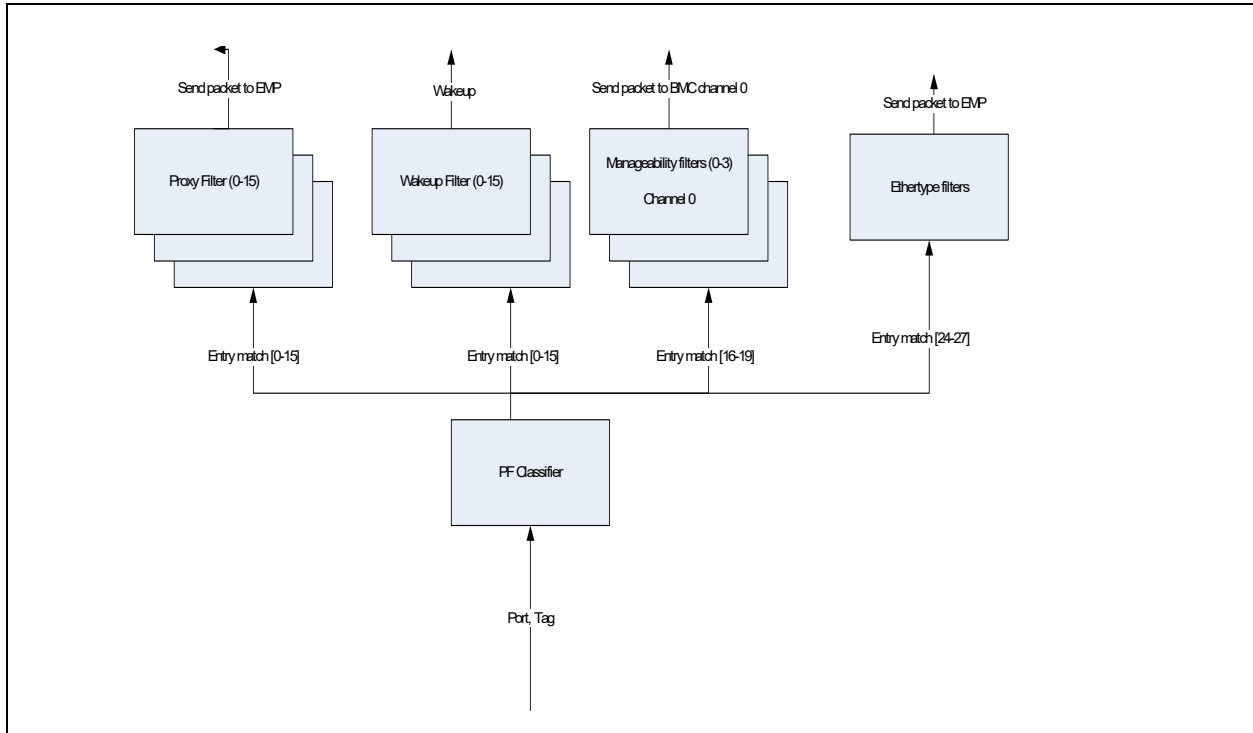 Send packet to EMP
Wakeup
Send packet to BMC channel 0
Send packet to EMP
Proxy Filter (0-15)
Wakeup Filter (0-15)
Manageability filters (0-3)
Channel 0
Ethertype filters
Entry match [0-15]
Entry match [0-15]
Entry match [16-19]
Entry match [24-27]
PF Classifier
Port, Tag